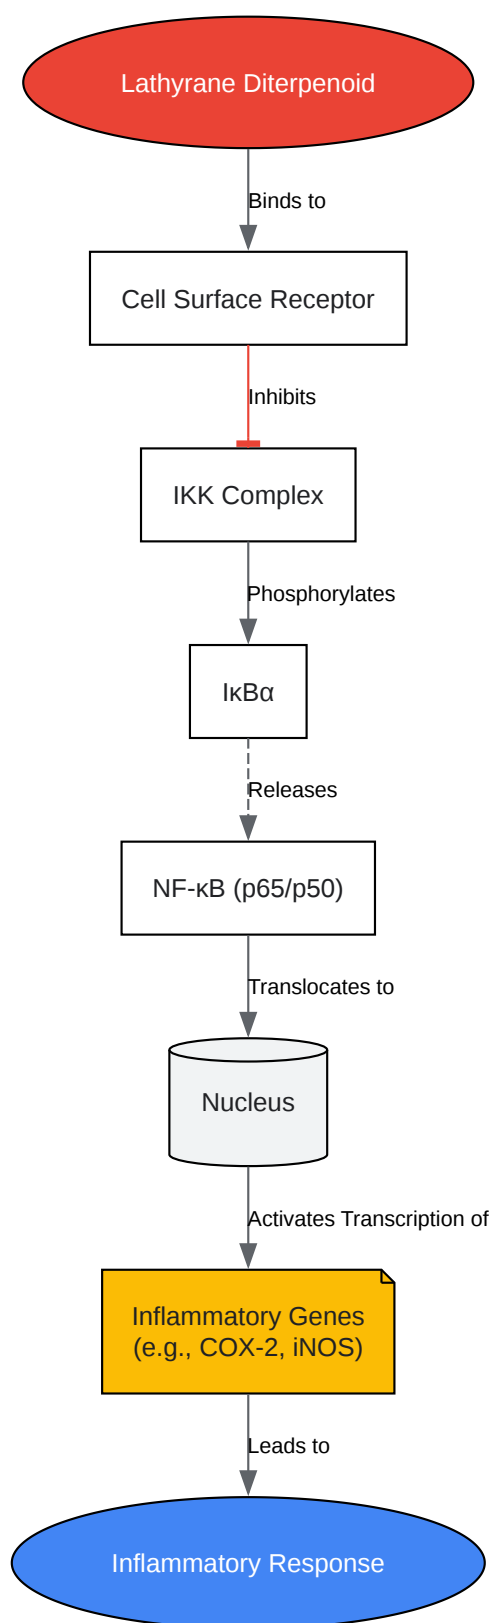 Lathyrane Diterpenoid
Binds to
Cell Surface Receptor
Inhibits
IKK Complex
Phosphorylates
IκBα
Releases
NF-κB (p65/p50)
Translocates to
Nucleus
Activates Transcription of
Inflammatory Genes
(e.g., COX-2, iNOS)
Leads to
Inflammatory Response